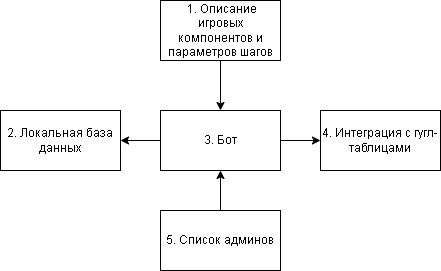 1. Описание
игровых
компонентов и
параметров шагов
2. Локальная база
данных
3. Бот
4. Интеграция с гугл-
таблицами
5. Список админов